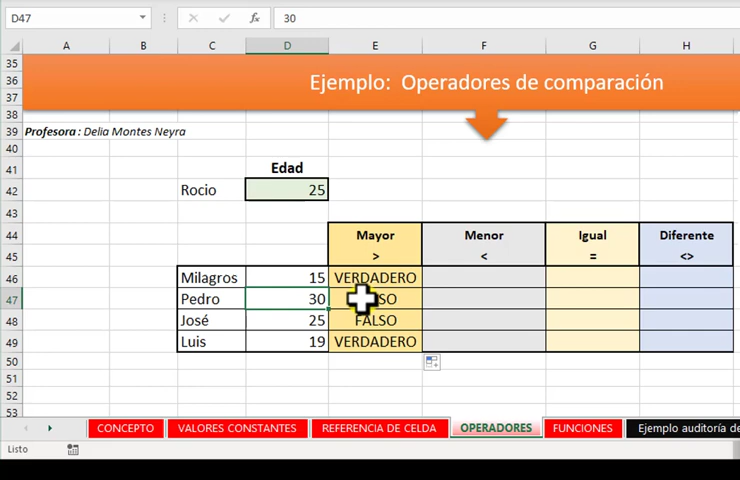 D47 fx 30
A B C D E F G H
35
36 Ejemplo: Operadores de comparación
37
38
39 Profesora : Delia Montes Neyra
40
41 Edad
42 Rocio 25
43
44 Mayor Menor Igual Diferente
45 > < = <>
46 Milagros 15 VERDADERO
47 Pedro 30 SO
48 José 25 FALSO
49 Luis 19 VERDADERO
50
51
52
53
CONCEPTO VALORES CONSTANTES REFERENCIA DE CELDA OPERADORES FUNCIONES Ejemplo auditoría de
Listo